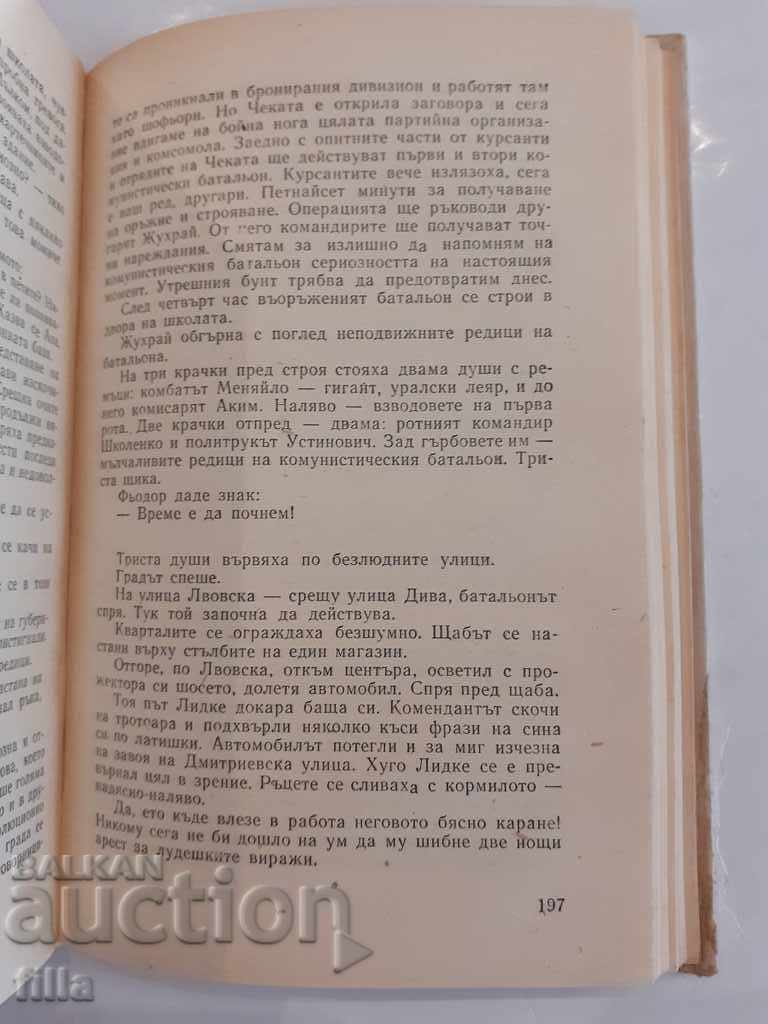 те са проникнали в бронирания дивизион и работят там
като шофьори. Но Чеката е открила заговора и сега
ние вдигаме на бойна нога цялата партийна организа-
ция и комсомола. Заедно с опитните части от курсанти
и отрядите на Чеката ще действуват първи и втори ко-
мунистически батальон. Курсантите вече излязоха, сега
е ваш ред, другари. Петнайсет минути за получаване
на оръжие и строяване. Операцията ще ръководи дру-
гарят Жухрай. От него командирите ще получават точ-
ни нареждания. Смятам за излишно да напомням на
комунистическия батальон сериозността на настоящия
момент. Утрешния бунт трябва да предотвратим днес.
След четвърт час въоръженият батальон се строи в
двора на школата.
Жухрай обгърна с поглед неподвижните редици на
батальона.
На три крачки пред строя стояха двама души с ре-
мъци: комбатът Меняйло — гигант, уралски леяр, и до
него комисарят Аким. Наляво — взводовете на първа
рота. Две крачки отпред — двама: ротният командир
Школенко и политрукът Устинович. Зад гърбовете им —
мълчаливите редици на комунистическия батальон. Три-
ста щика.
Фьодор даде знак:
— Време е да почнем!
Триста души вървяха по безлюдните улици.
Градът спеше.
На улица Лвовска — срещу улица Дива, батальонът
спря. Тук той започна да действува.
Кварталите се ограждаха безшумно. Щабът се на-
стани върху стълбите на един магазин.
Отгоре, по Лвовска, откъм центъра, осветил с про-
жектора си шосето, долетя автомобил. Спря пред щаба.
Тоя път Лидке докара баща си. Комендантът скочи
на тротоара и подхвърли няколко къси фрази на сина
си по латишки. Автомобилът потегли и за миг изчезна
на завоя на Дмитриевска улица. Хуго Лидке се е пре-
върнал цял в зрение. Ръцете се сливаха с кормилото —
надясно-наляво.
Да, ето къде влезе в работа неговото бясно каране!
Никому сега не би дошло на ум да му шибне две нощи
арест за лудешките виражи.
197
BALKAN
auction
filla